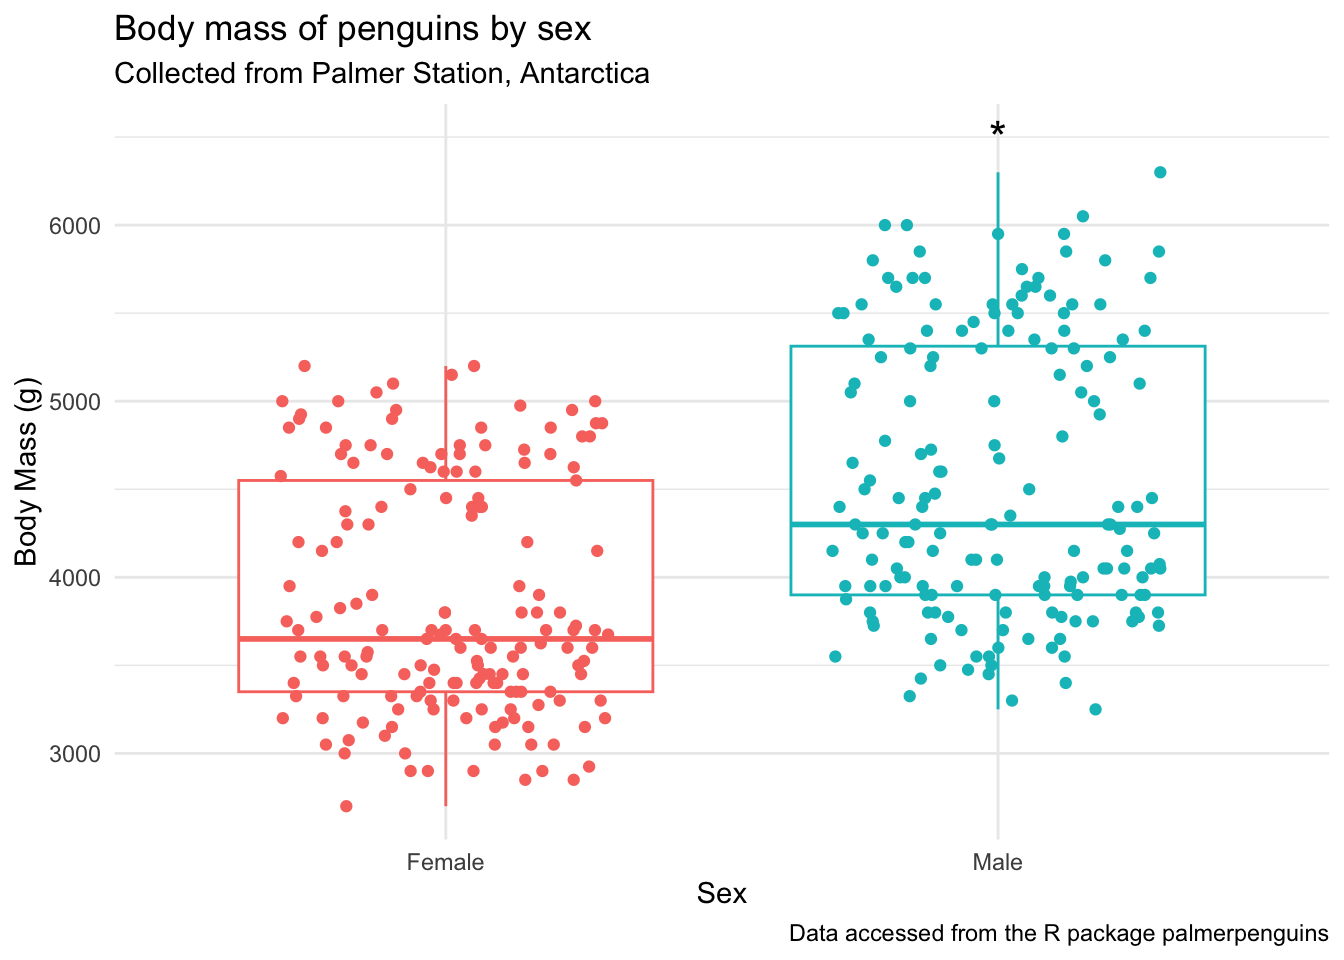 Body mass of penguins by sex
Collected from Palmer Station, Antarctica
*
6000
5000
4000
3000
Body Mass (g)
Female
Male
Sex
Data accessed from the R package palmerpenguins